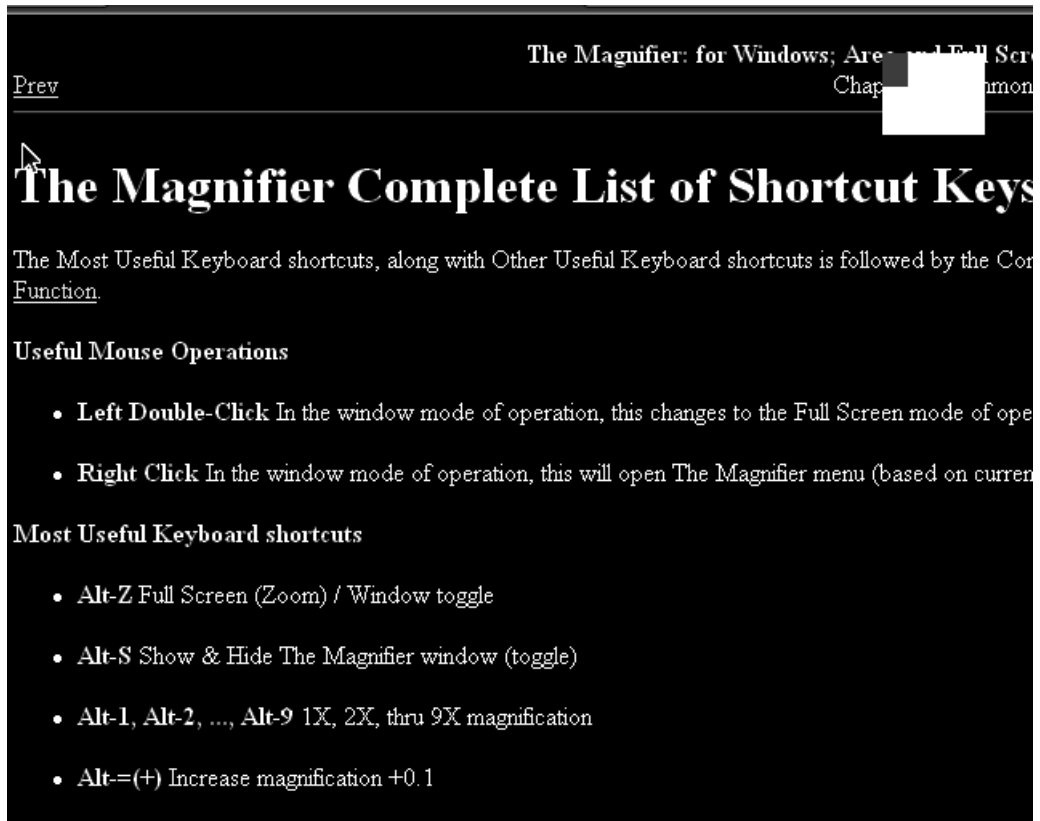 The Magnifier: for Windows; Area and Full Scr
Prev
Chap
mmon
The Magnifier Complete List of Shortcut Keys
The Most Useful Keyboard shortcuts, along with Other Useful Keyboard shortcuts is followed by the Co
Function.
Useful Mouse Operations
• Left Double-Click In the window mode of operation, this changes to the Full Screen mode of ope
• Right Click In the window mode of operation, this will open The Magnifier menu (based on curren
Most Useful Keyboard shortcuts
• Alt-Z Full Screen (Zoom) / Window toggle
• Alt-S Show & Hide The Magnifier window (toggle)
• Alt-1, Alt-2, ..., Alt-9 1X, 2X, thru 9X magnification
• Alt-=(+) Increase magnification +0.1